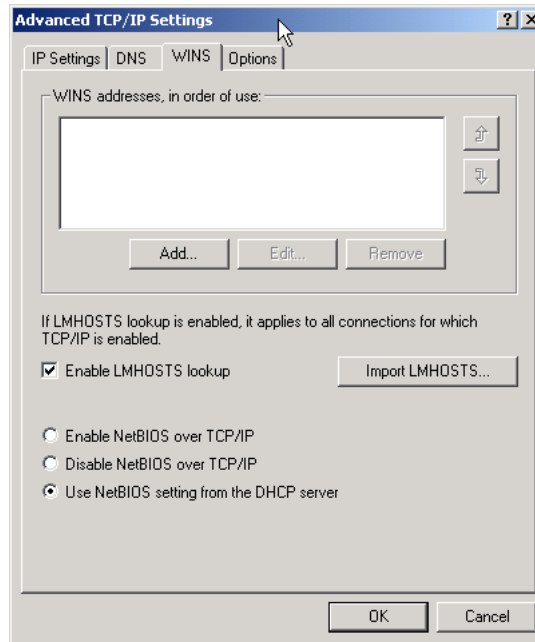 Advanced TCP/IP Settings
IP Settings DNS WINS Options
WINS addresses, in order of use:
Add... Edit... Remove
If LMHOSTS lookup is enabled, it applies to all connections for which
TCP/IP is enabled.
Enable LMHOSTS lookup Import LMHOSTS...
Enable NetBIOS over TCP/IP
Disable NetBIOS over TCP/IP
Use NetBIOS setting from the DHCP server
OK Cancel